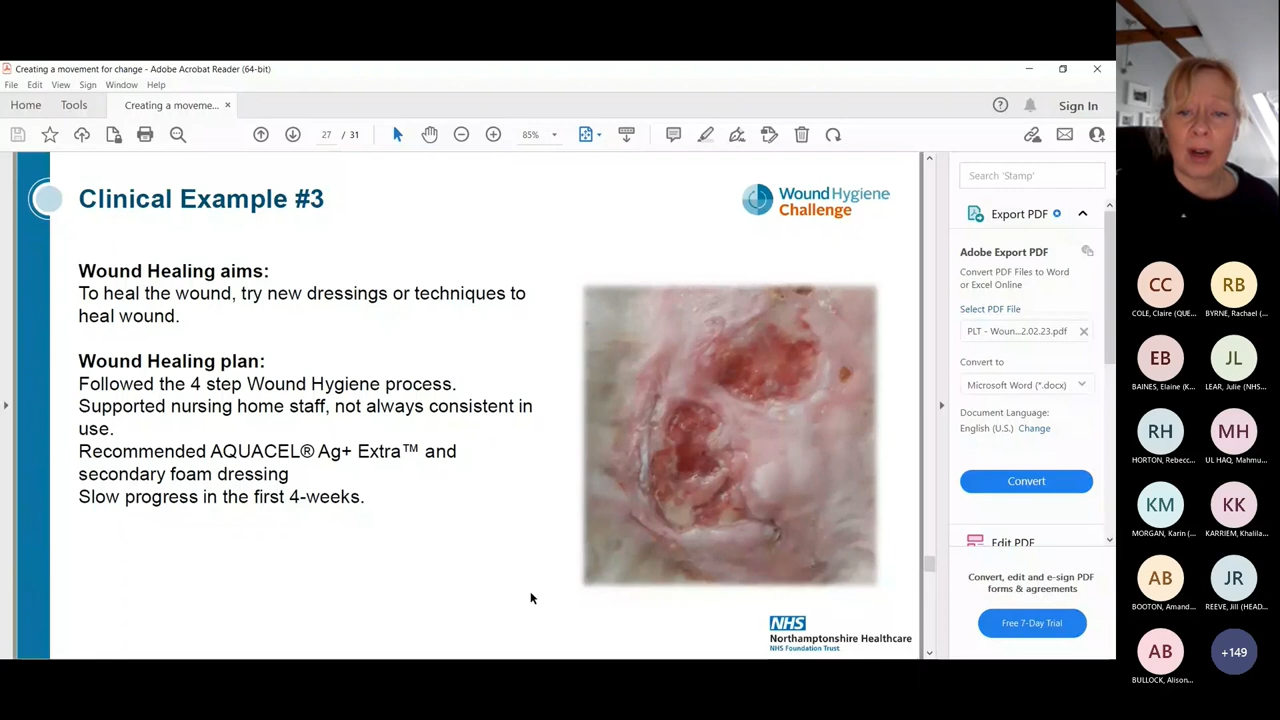 Creating a movement for change - Adobe Acrobat Reader (64-bit)
File Edit View Sign Window Help
Home Tools Creating a moveme... ×
Sign In
27 / 31
85%
Clinical Example #3
Wound Hygiene
Challenge
Wound Healing aims:
To heal the wound, try new dressings or techniques to
heal wound.
Wound Healing plan:
Followed the 4 step Wound Hygiene process.
Supported nursing home staff, not always consistent in
use.
Recommended AQUACEL® Ag+ Extra™ and
secondary foam dressing
Slow progress in the first 4-weeks.
NHS
Northamptonshire Healthcare
NHS Foundation Trust
Search 'Stamp'
Export PDF
Adobe Export PDF
Convert PDF Files to Word
or Excel Online
Select PDF File
PLT - Woun...2.02.23.pdf
Convert to
Microsoft Word (*.docx)
Document Language:
English (U.S.) Change
Convert
Edit PDF
Convert, edit and e-sign PDF
forms & agreements
Free 7-Day Trial
CC RB
COLE, Claire (QUE... BYRNE, Rachael (...
EB JL
BAINES, Elaine (K... LEAR, Julie (NHS...
RH MH
HORTON, Rebecc... UL HAQ, Mahmu...
KM KK
MORGAN, Karin (... KARRIEM, Khalila...
AB JR
BOOTON, Amand... REEVE, Jill (HEAD...
AB +149
BULLOCK, Alison...